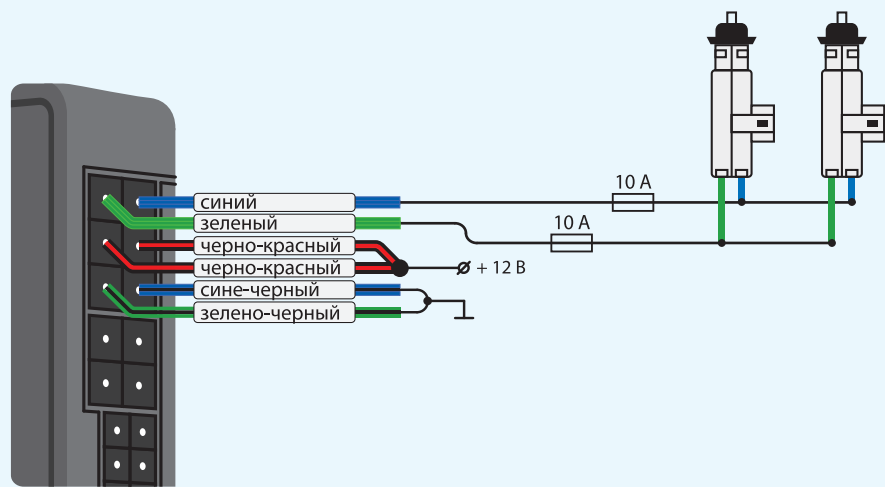 10 А
синий
10 А
зеленый
черно-красный
черно-красный
+ 12 В
сине-черный
зелено-черный